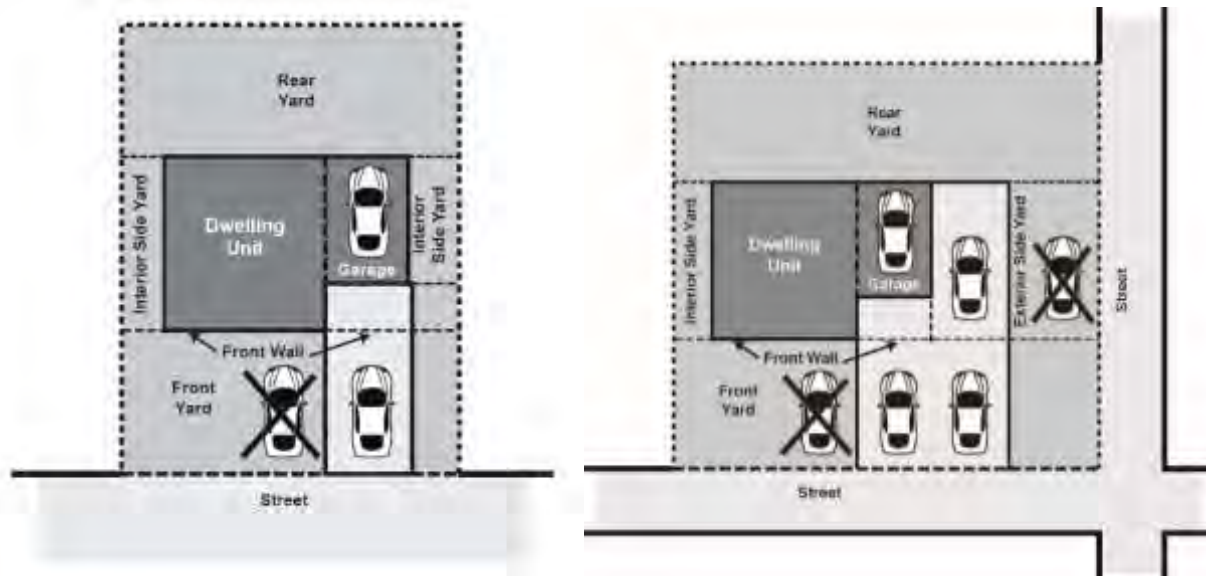 Rear
Yard
Interior Side Yard
Dwelling
Unit
Garage
Interior
Side Yard
Front Wall
Front
Yard
Street
Rear
Yard
Interior Side Yard
Dwelling
Unit
Garage
Exterior Side Yard
Street
Front Wall
Front
Yard
Street